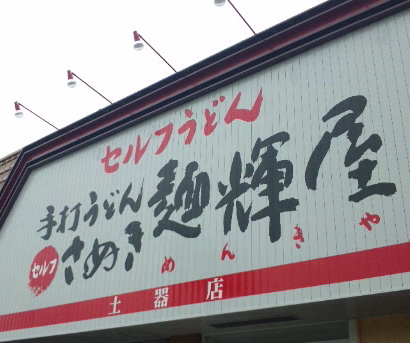 セルフうどん
手打うどん
セルフ さぬき麺輝屋
めんきや
土器店